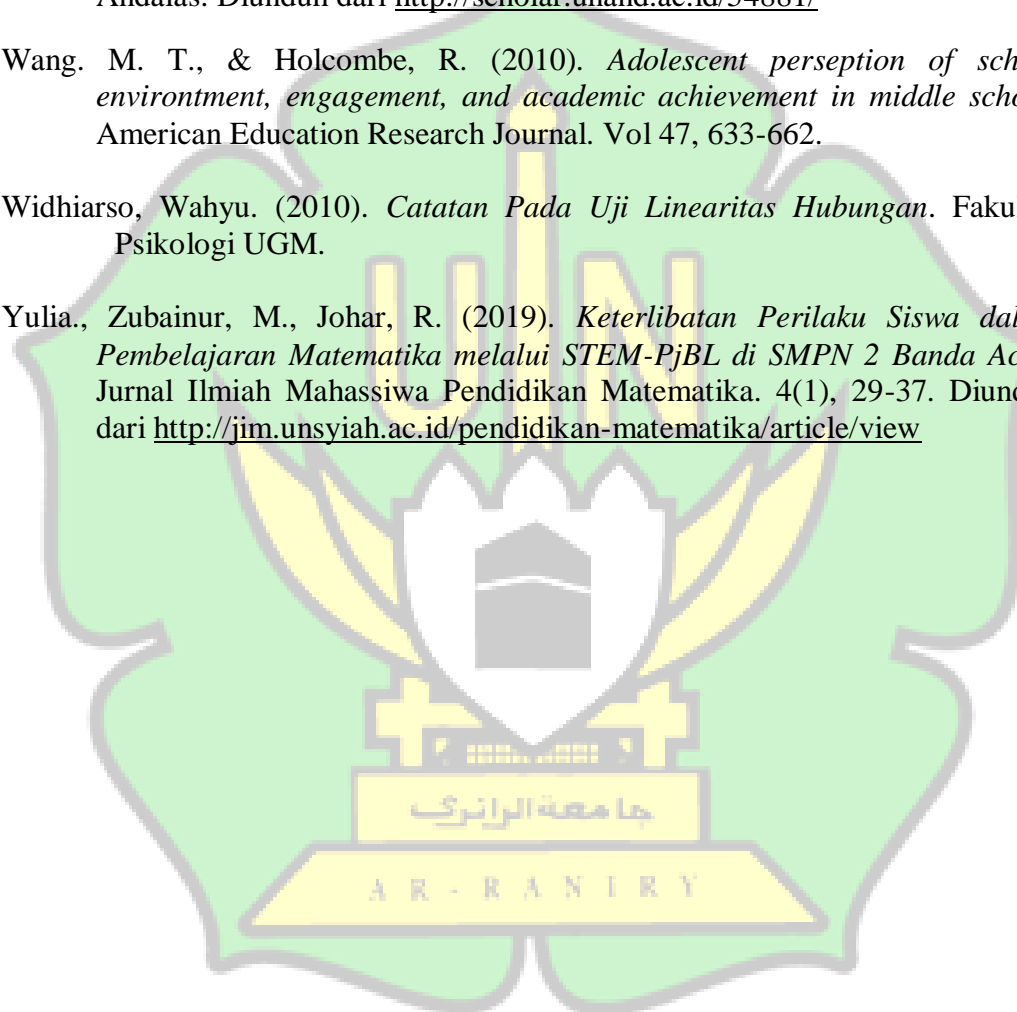 Andalas. Diunduh dari http://scholar.unand.ac.id/54881/
Wang. M. T., & Holcombe, R. (2010). Adolescent perseption of sch
environtment, engagement, and academic achievement in middle scho
American Education Research Journal. Vol 47, 633-662.
Widhiarso, Wahyu. (2010). Catatan Pada Uji Linearitas Hubungan. Fakul
Psikologi UGM.
Yulia., Zubainur, M., Johar, R. (2019). Keterlibatan Perilaku Siswa dal
Pembelajaran Matematika melalui STEM-PjBL di SMPN 2 Banda Ac
Jurnal Ilmiah Mahassiwa Pendidikan Matematika. 4(1), 29-37. Diund
dari http://jim.unsyiah.ac.id/pendidikan-matematika/article/view
UIN
جامعة الرانري
AR-RANIRY